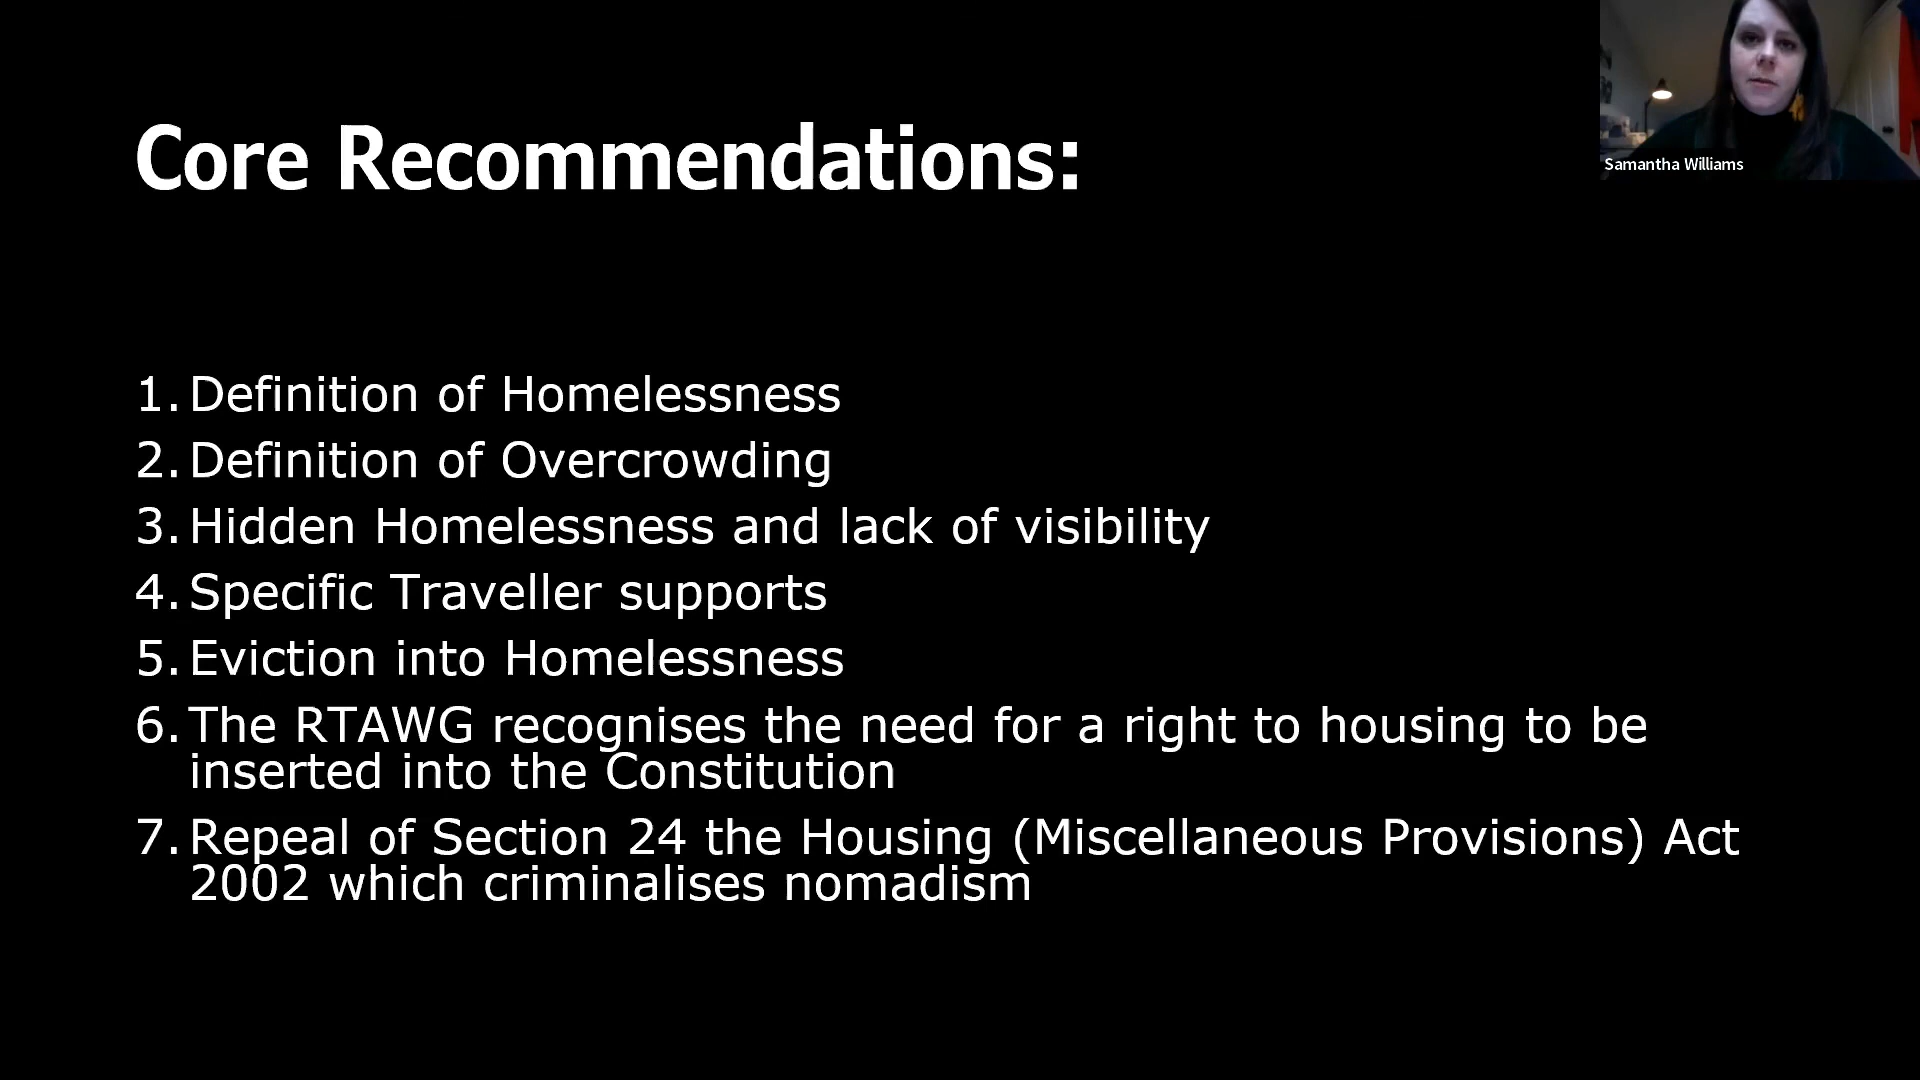 Core Recommendations:
Samantha Williams
1. Definition of Homelessness
2. Definition of Overcrowding
3. Hidden Homelessness and lack of visibility
4. Specific Traveller supports
5. Eviction into Homelessness
6. The RTAWG recognises the need for a right to housing to be
inserted into the Constitution
7. Repeal of Section 24 the Housing (Miscellaneous Provisions) Act
2002 which criminalises nomadism